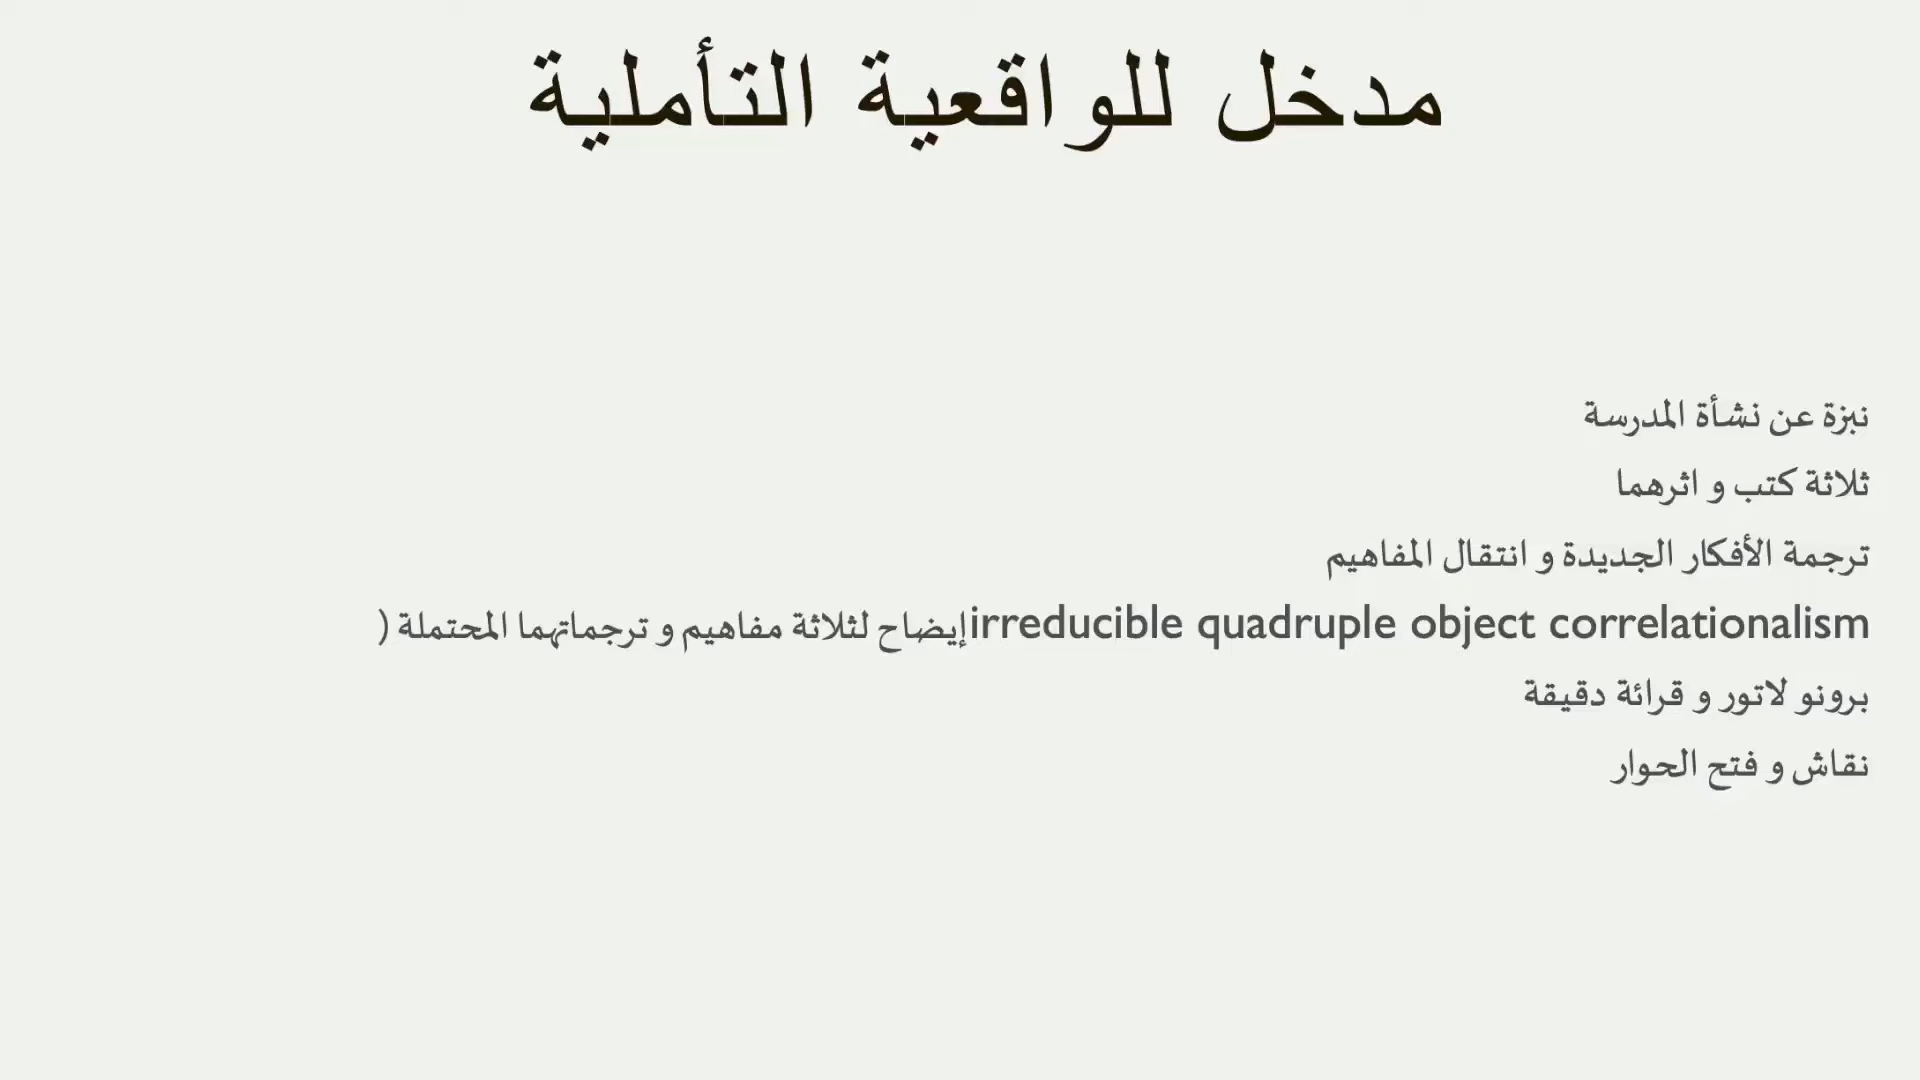 مدخل للواقعية التأملية
نبزة عن نشأة المدرسة
ثلاثة كتب و اثرهما
ترجمة الأفكار الجديدة و انتقال المفاهيم
irreducible quadruple object correlationalismإيضاح لثلاثة مفاهيم و ترجماتهما المحتملة (
برونو لاتور و قرائة دقيقة
نقاش و فتح الحوار